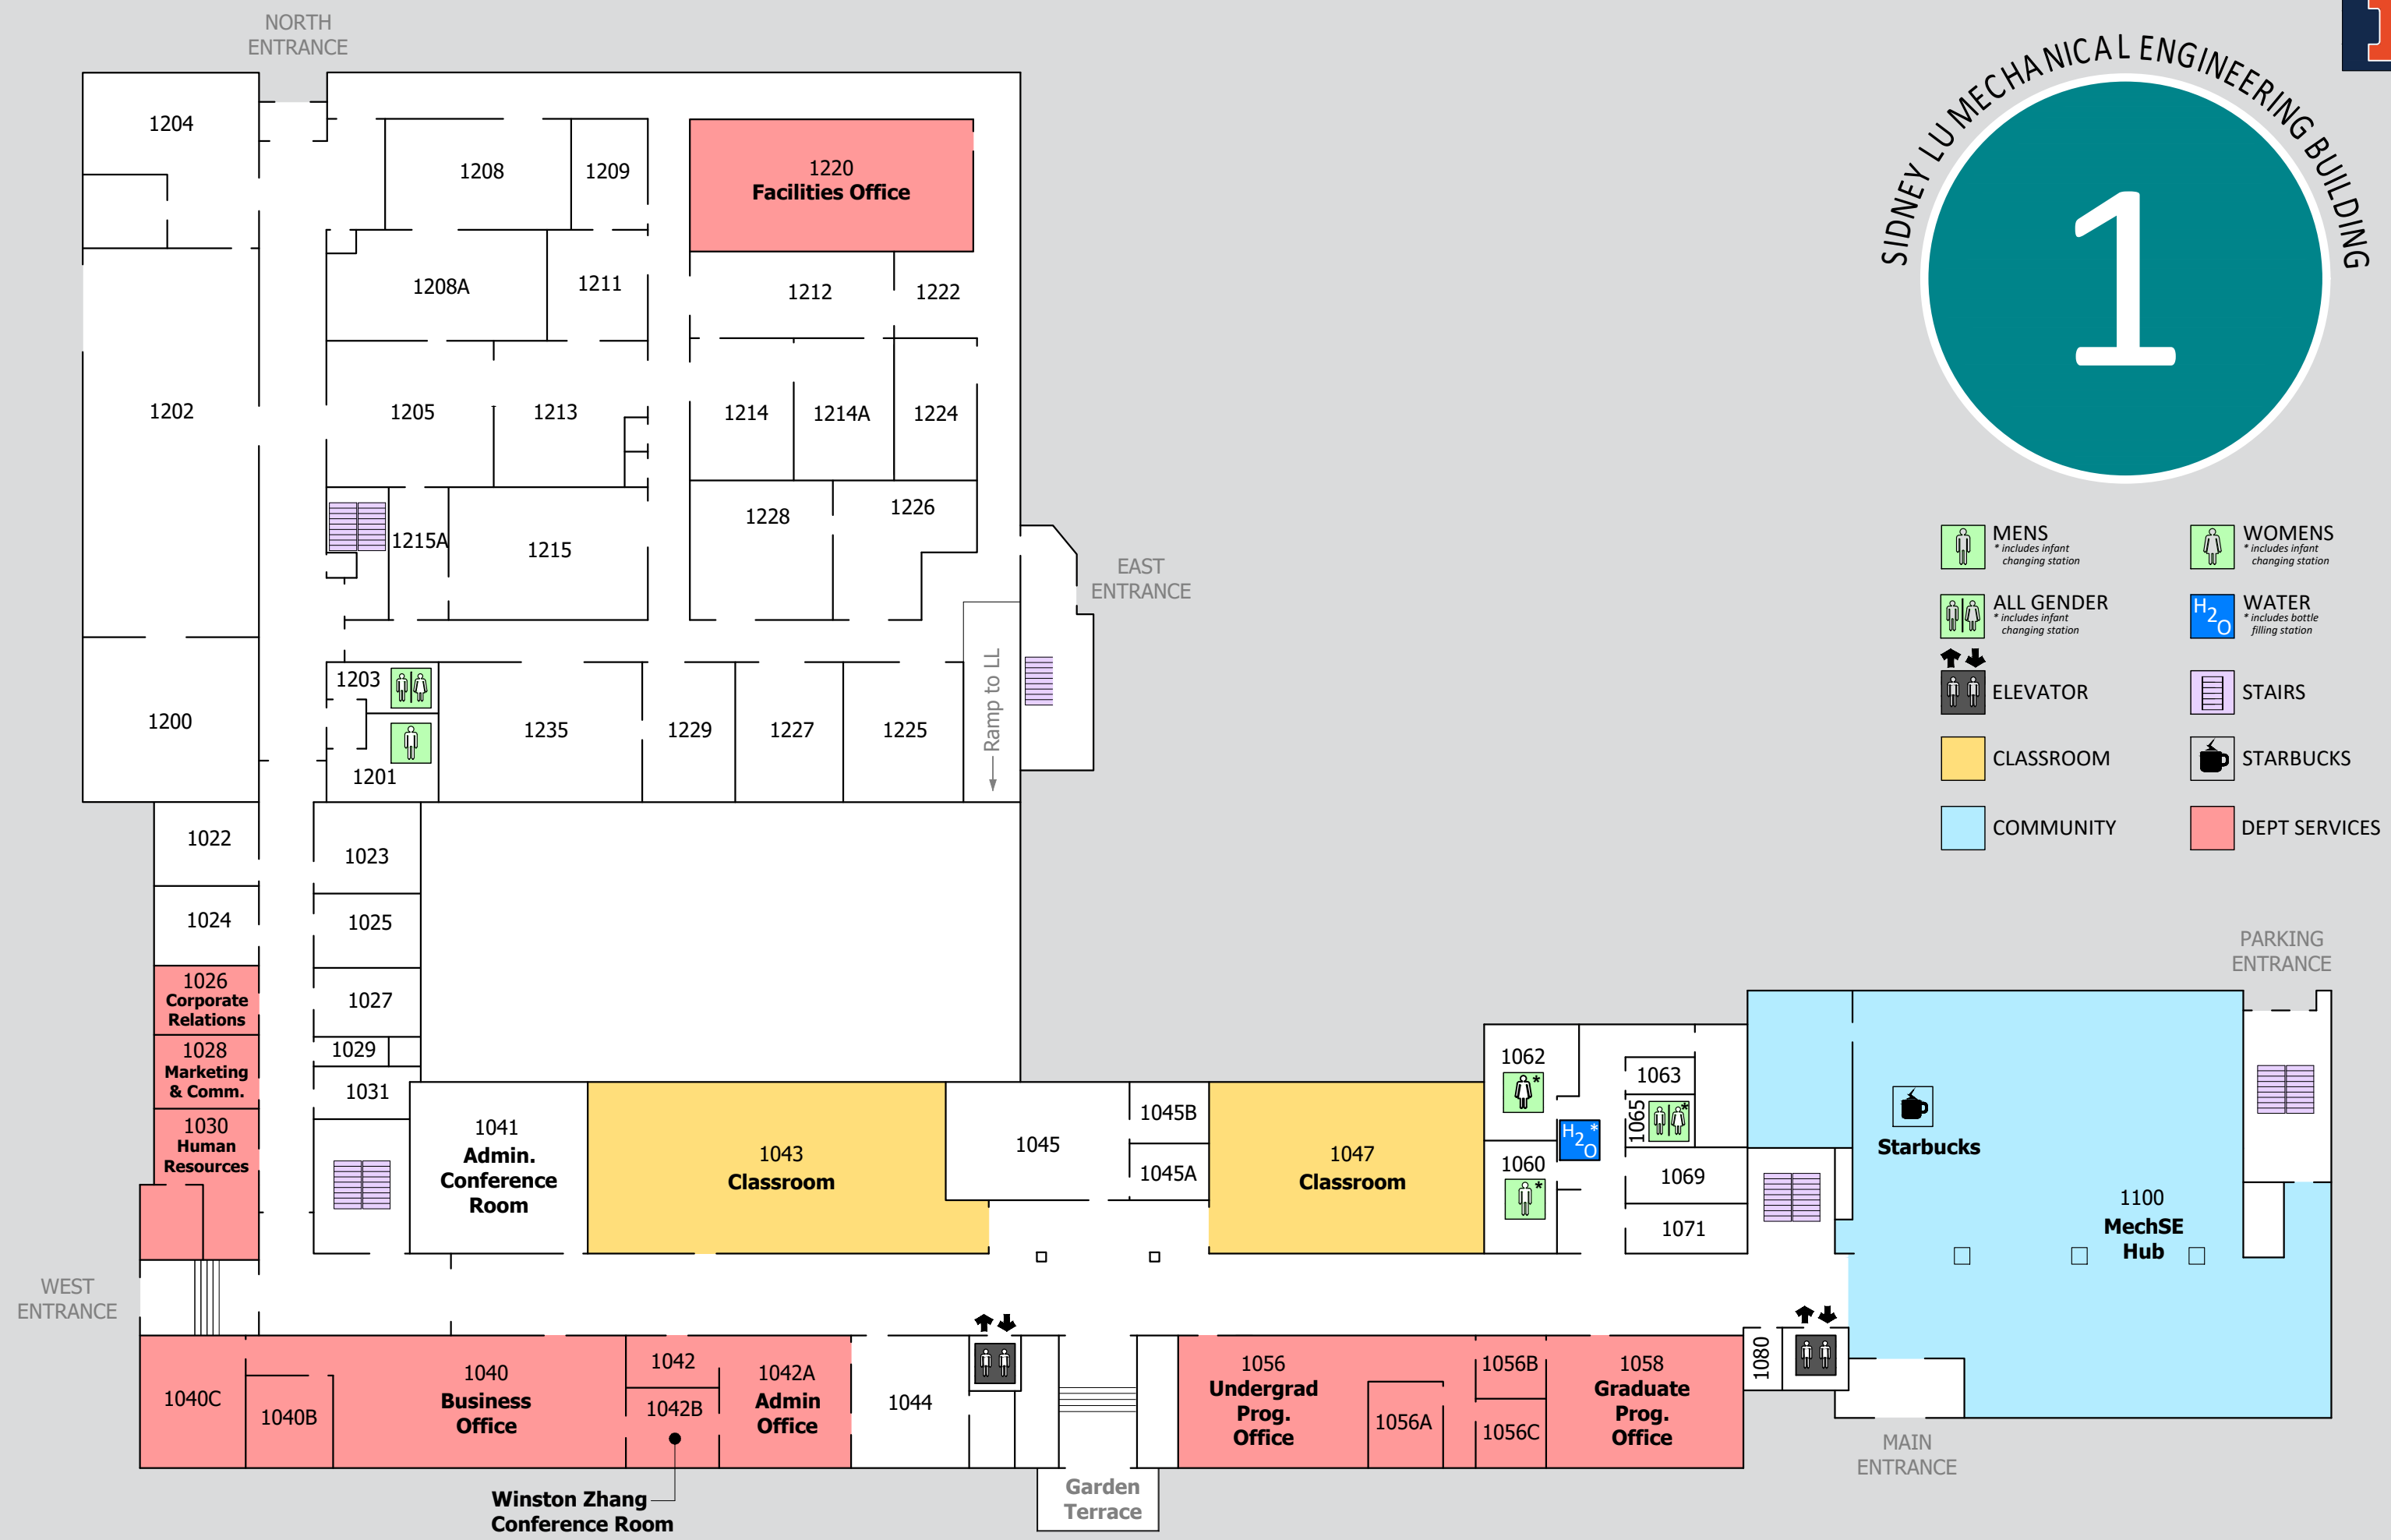 NORTH
ENTRANCE
SIDNEY LU MECHANICAL ENGINEERING BUILDING
1
1204
1208
1209
1220
Facilities Office
1208A
1211
1212
1222
1202
1205
1213
1214
1214A
1224
1215A
1215
1228
1226
EAST
ENTRANCE
MENS
* includes infant
changing station
WOMENS
* includes infant
changing station
ALL GENDER
* includes infant
changing station
H2O
WATER
* includes bottle
filling station
ELEVATOR
STAIRS
CLASSROOM
STARBUCKS
COMMUNITY
DEPT SERVICES
1200
1203
1201
1235
1229
1227
1225
Ramp to LL
1022
1023
1024
1025
1026
Corporate
Relations
1027
1028
Marketing
& Comm.
1029
1031
1030
Human
Resources
1041
Admin.
Conference
Room
1043
Classroom
1045
1045B
1045A
1047
Classroom
1062
*
1060
*
H2O *
1063
1065
*
1069
1071
Starbucks
1100
MechSE
Hub
PARKING
ENTRANCE
WEST
ENTRANCE
1040C
1040B
1040
Business
Office
1042
1042B
1042A
Admin
Office
1044
1056
Undergrad
Prog.
Office
1056A
1056B
1056C
1058
Graduate
Prog.
Office
1080
MAIN
ENTRANCE
Winston Zhang
Conference Room
Garden
Terrace